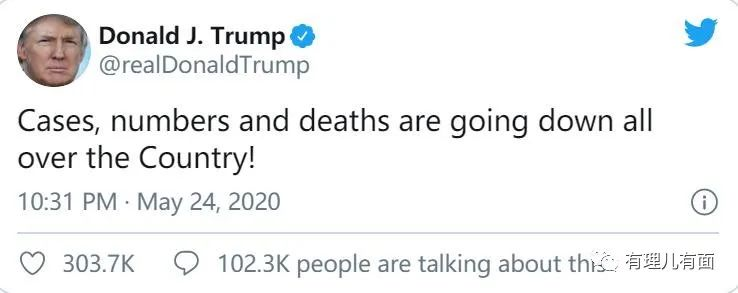 Donald J. Trump
@realDonaldTrump
Cases, numbers and deaths are going down all
over the Country!
10:31 PM · May 24, 2020
303.7K 102.3K people are talking about this
有理儿有面